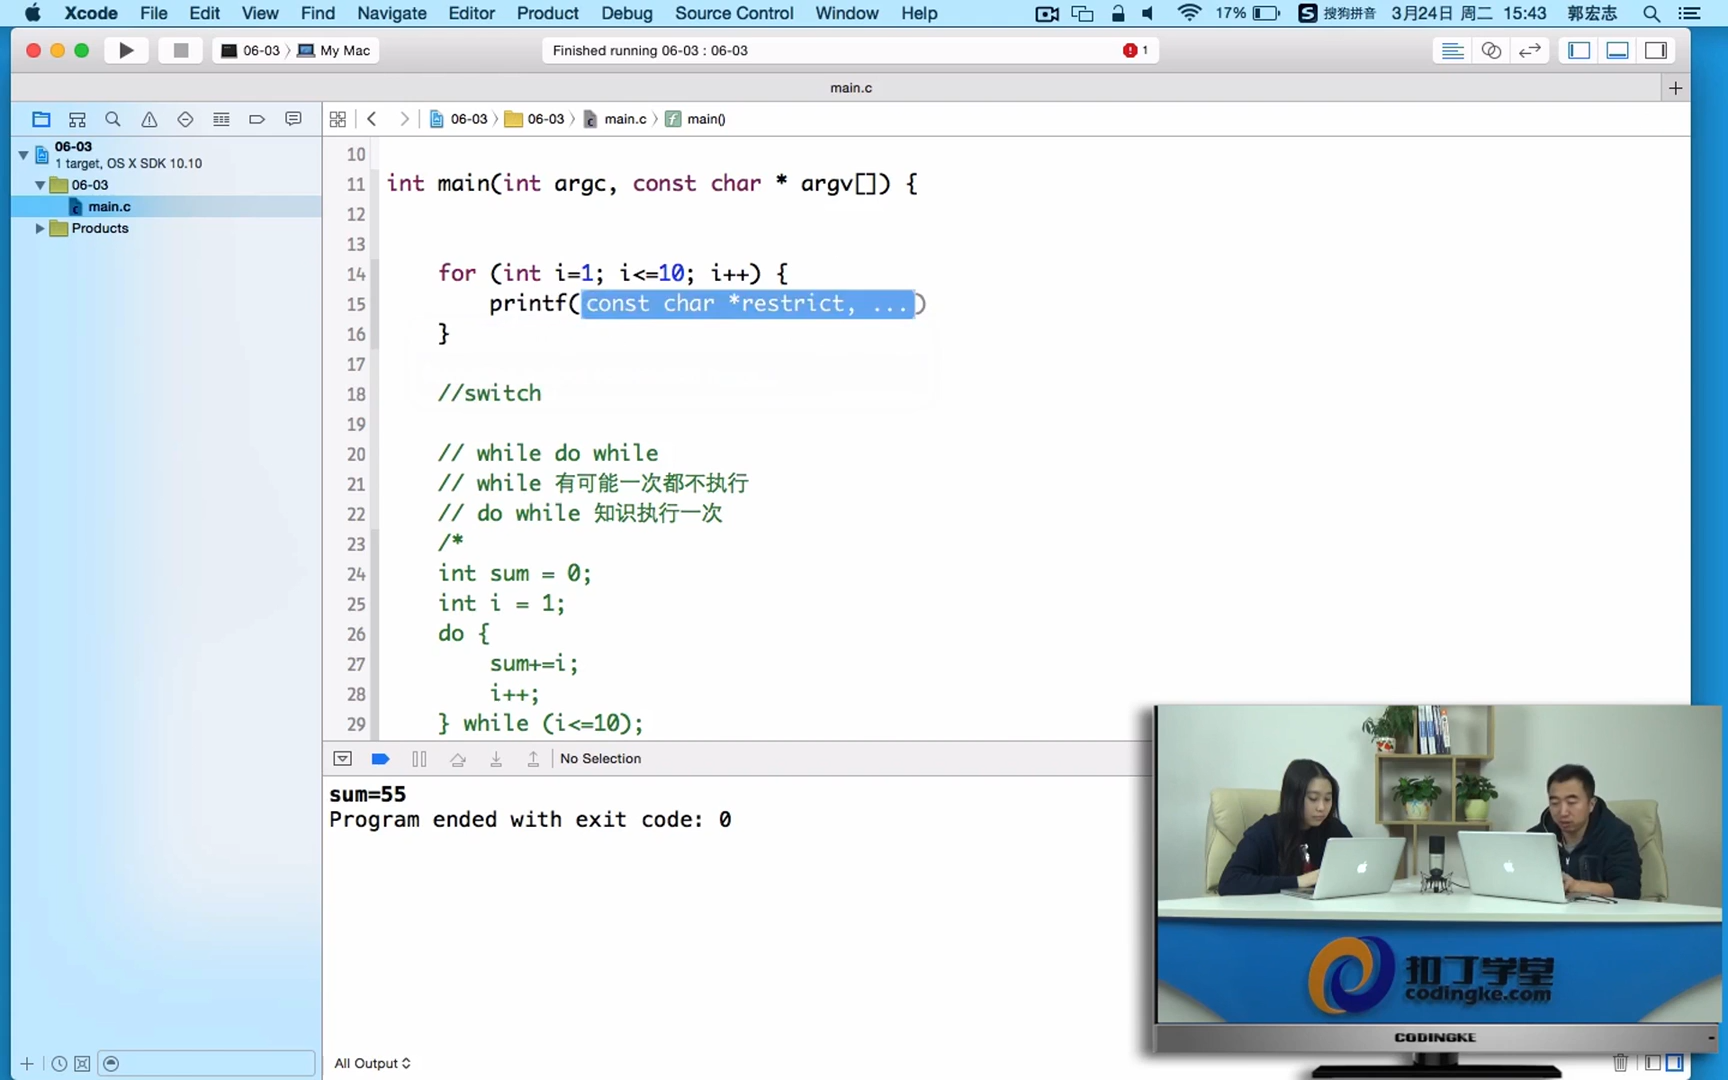 Xcode File Edit View Find Navigate Editor Product Debug Source Control Window Help 17% S 搜狗拼音 3月24日 周二 15:43 郭宏志
06-03 〉 My Mac
Finished running 06-03 : 06-03
1
main.c
06-03 〉 06-03 〉 main.c 〉 main()
06-03
1 target, OS X SDK 10.10
06-03
main.c
Products
10
11 int main(int argc, const char * argv[]) {
12
13
14 for (int i=1; i<=10; i++) {
15 printf(const char *restrict, ...)
16 }
17
18 //switch
19
20 // while do while
21 // while 有可能一次都不执行
22 // do while 知识执行一次
23 /*
24 int sum = 0;
25 int i = 1;
26 do {
27 sum+=i;
28 i++;
29 } while (i<=10);
No Selection
sum=55
Program ended with exit code: 0
扣丁学堂
codingke.com
CODINGKE
All Output